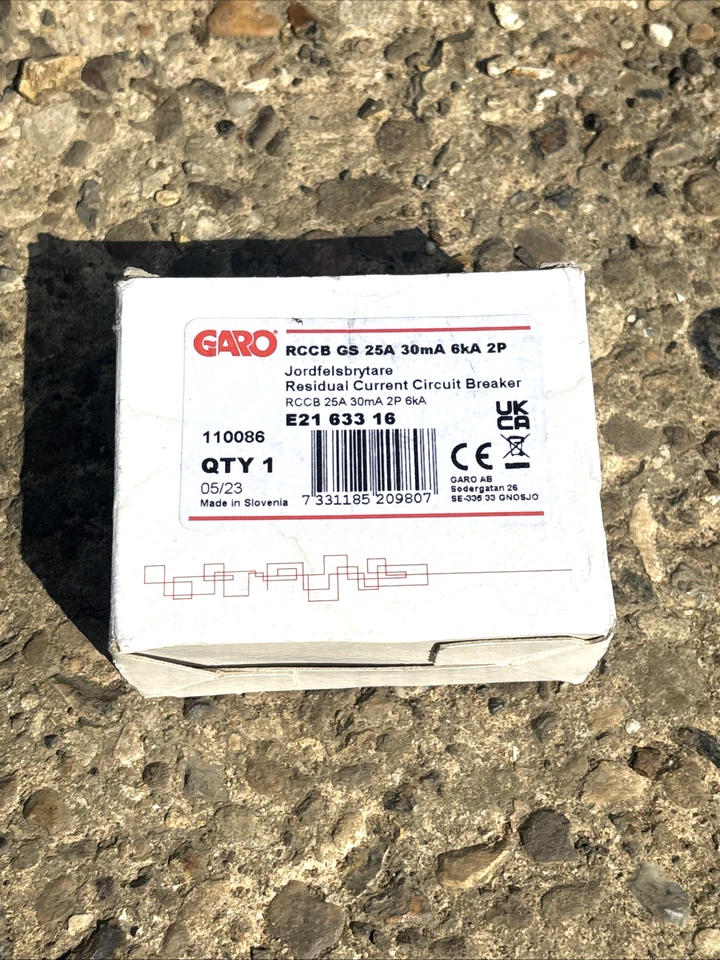 GARO®
RCCB GS 25A 30mA 6kA 2P
Jordfelsbrytare
Residual Current Circuit Breaker
RCCB 25A 30mA 2P 6kA
E21 633 16
110086
QTY 1
05/23
Made in Slovenia
7 331185 209807
UK
CA
CE
GARO AB
Sodergatan 26
SE-335 33 GNOSJO